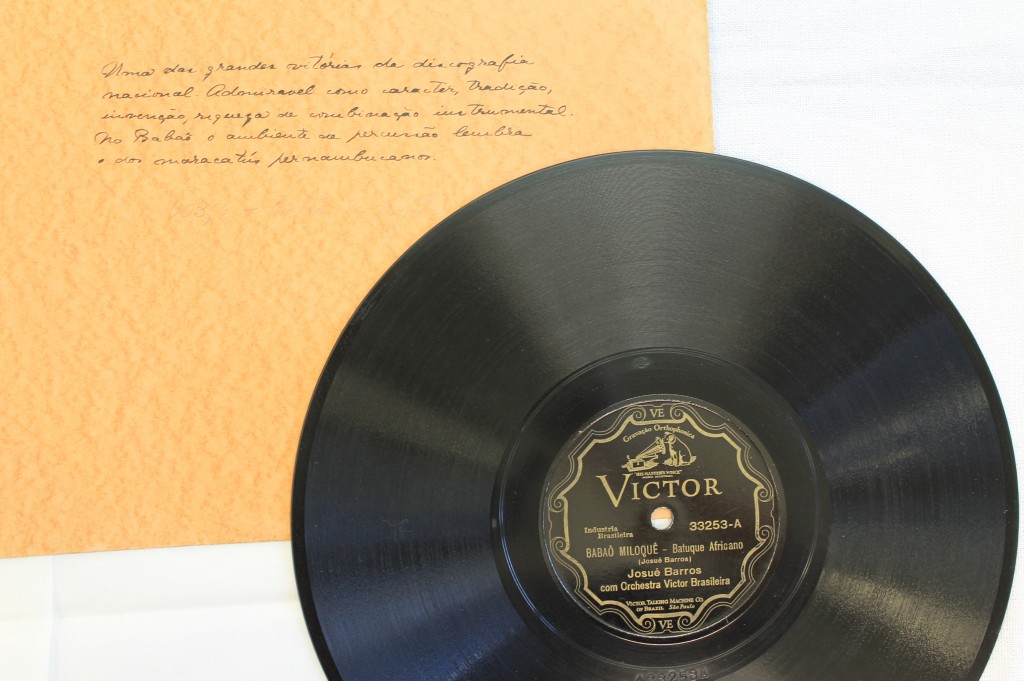 Uma das grandes vitórias da discografia
nacional. Admiravel como caracter, tradição,
invenção, riqueza de combinação instrumental.
No Babaô o ambiente de percussão lembra
o dos maracatús pernambucanos.
VE
Gravação Orthophonica
"HIS MASTER'S VOICE"
VICTOR
Industria
Brasileira
33253-A
BABAÔ MILOQUÊ - Batuque Africano
(Josué Barros)
Josué Barros
com Orchestra Victor Brasileira
VICTOR TALKING MACHINE CO.
OF BRAZIL São Paulo
VE